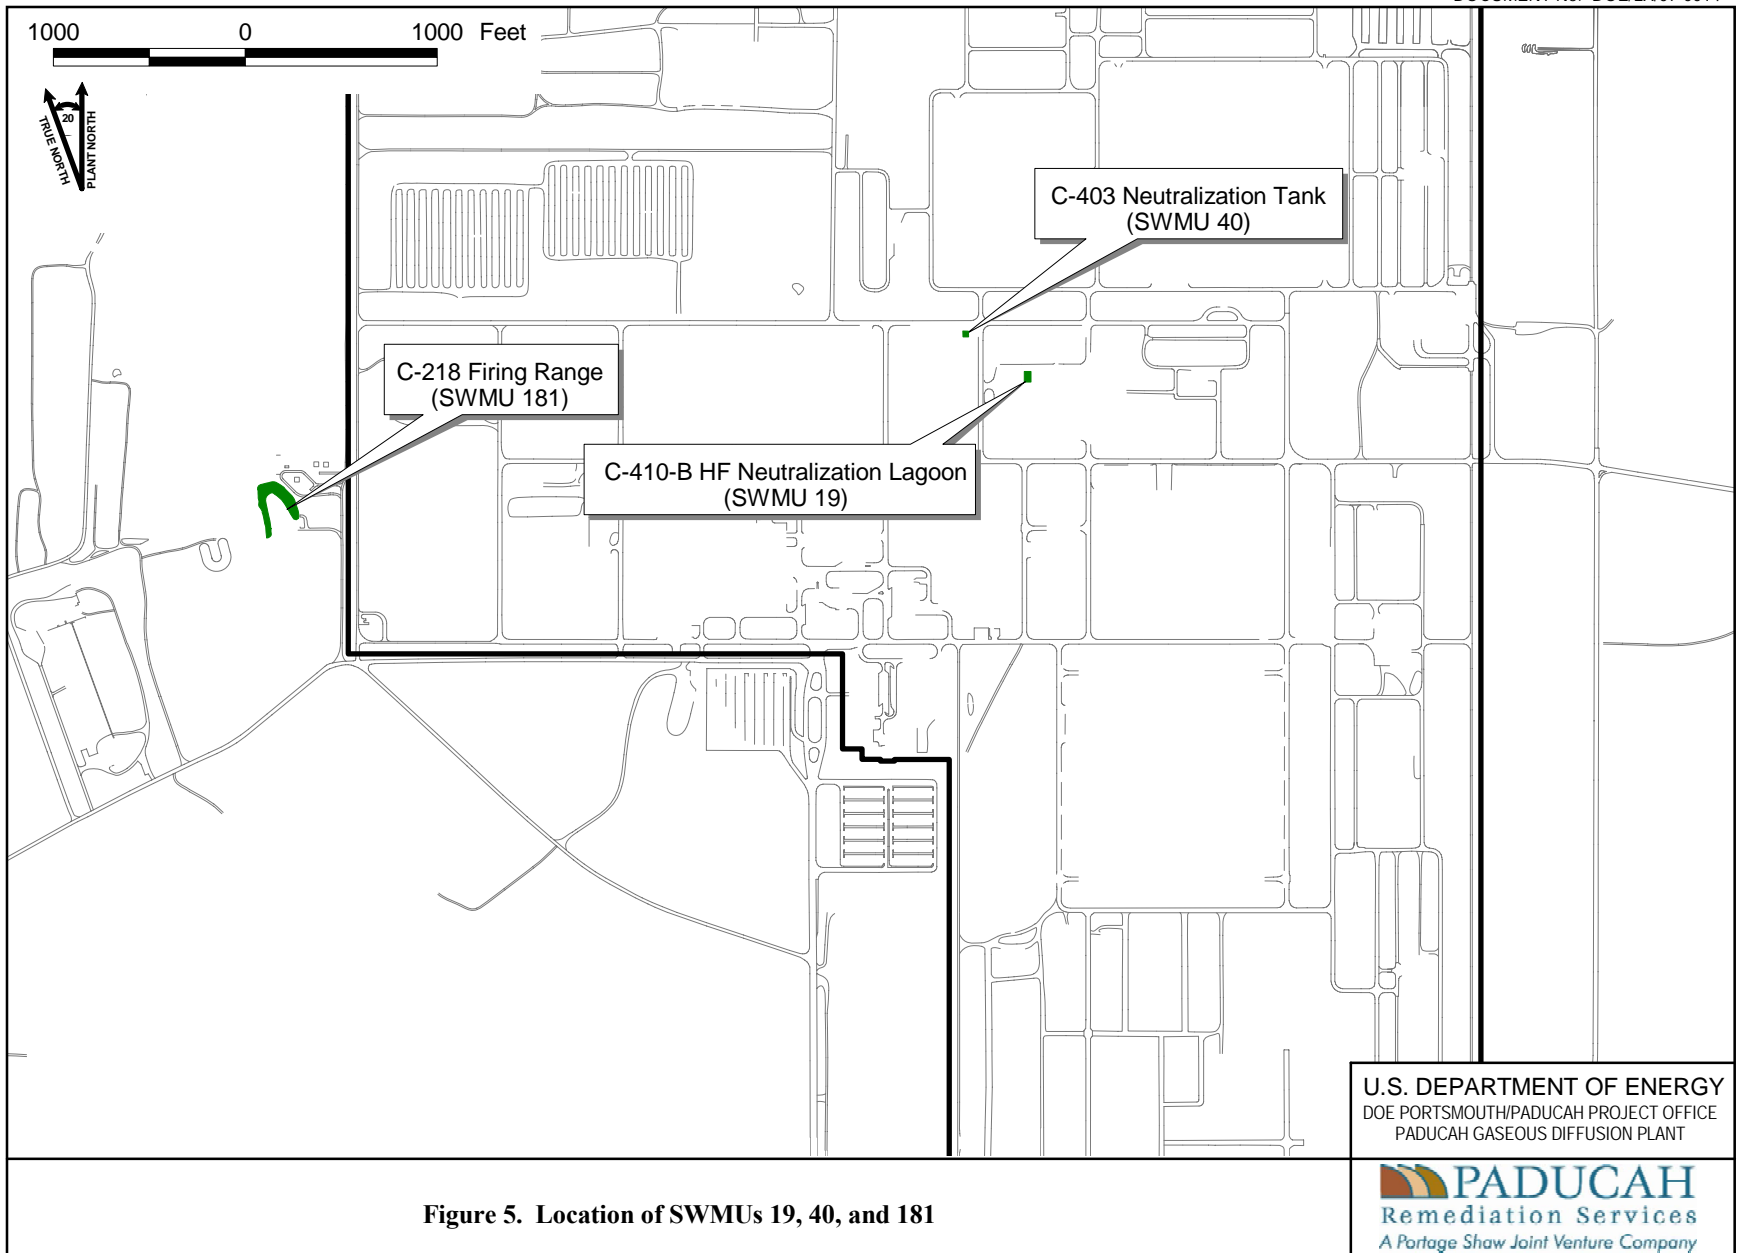 1000 0 1000 Feet
20
TRUE NORTH
PLANT NORTH
C-403 Neutralization Tank
(SWMU 40)
C-218 Firing Range
(SWMU 181)
C-410-B HF Neutralization Lagoon
(SWMU 19)
U.S. DEPARTMENT OF ENERGY
DOE PORTSMOUTH/PADUCAH PROJECT OFFICE
PADUCAH GASEOUS DIFFUSION PLANT
Figure 5. Location of SWMUs 19, 40, and 181
PADUCAH
Remediation Services
A Portage Shaw Joint Venture Company